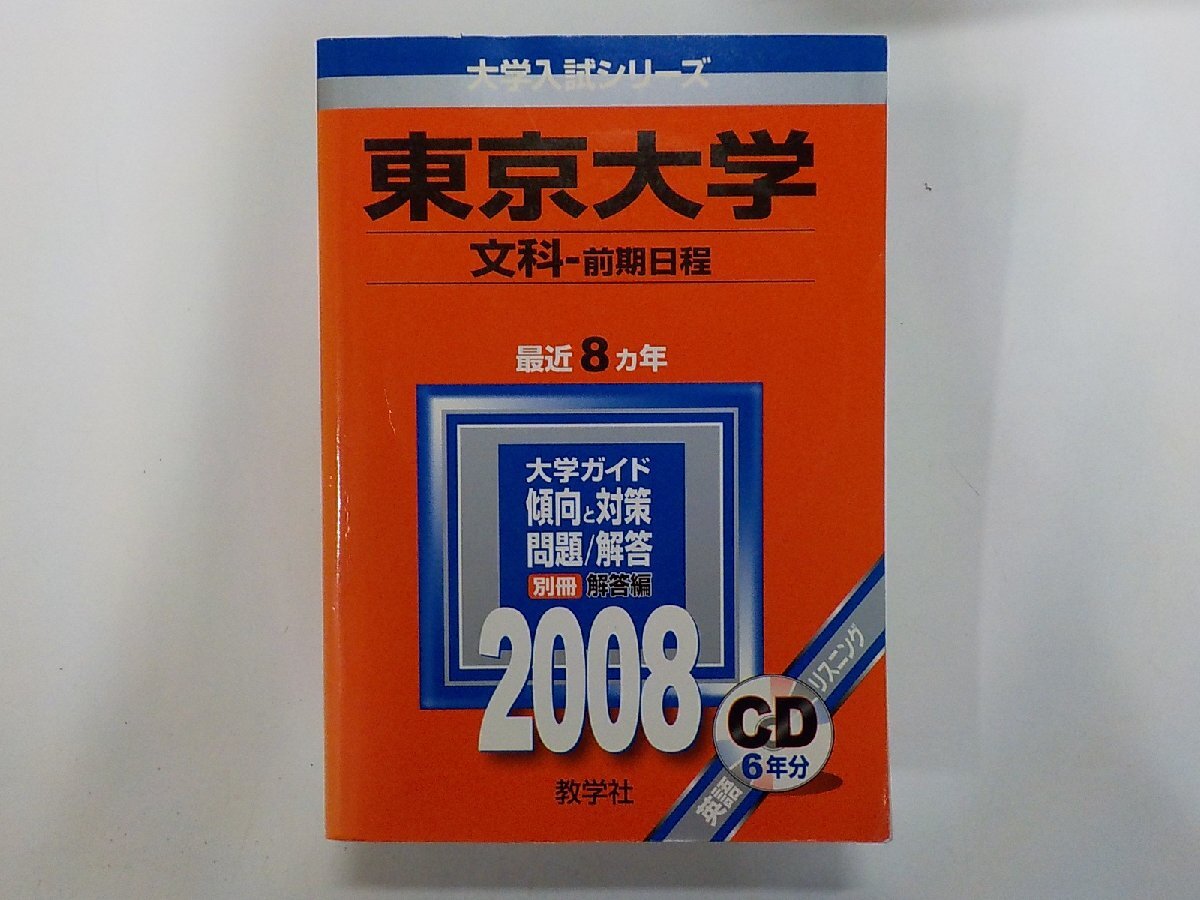 大学入試シリーズ
東京大学
文科-前期日程
最近8ヵ年
大学ガイド
傾向と対策
問題/解答
別冊 解答編
2008
CD
6年分
英語リスニング
教学社